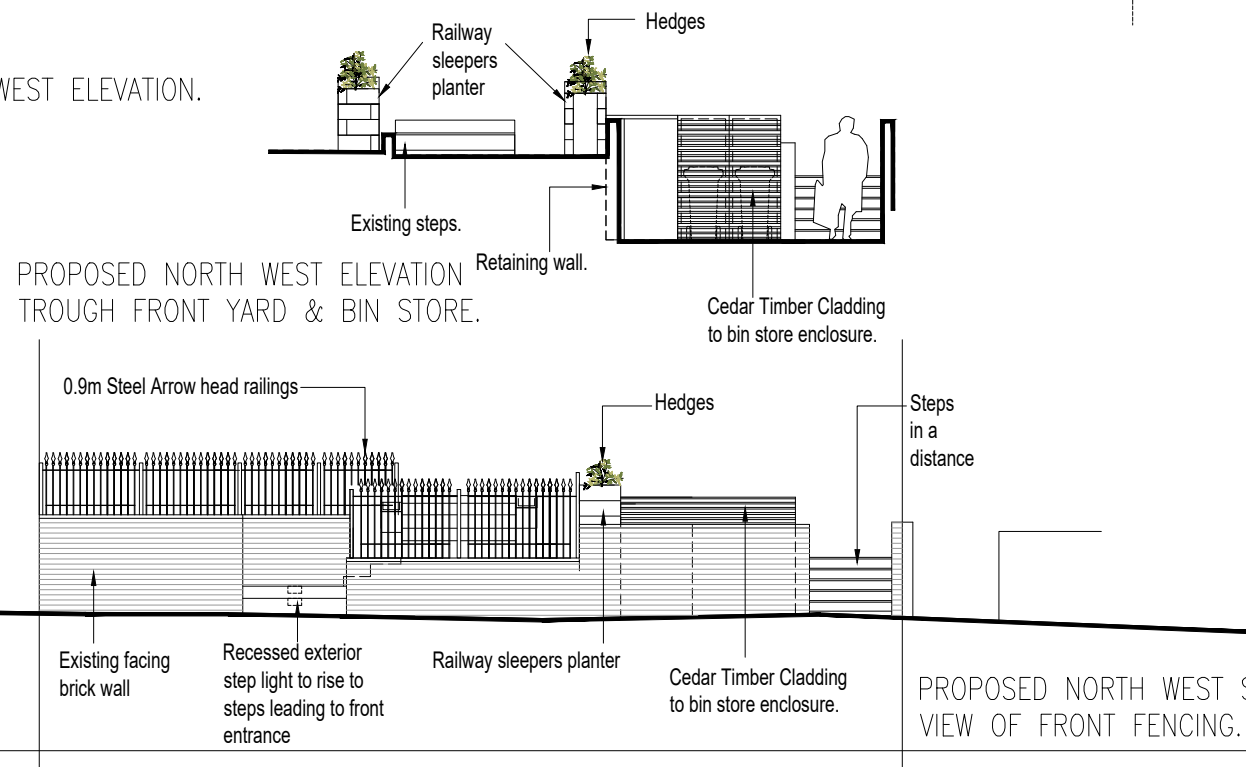 Hedges
Railway
sleepers
planter
WEST ELEVATION.
Existing steps.
Retaining wall.
PROPOSED NORTH WEST ELEVATION
TROUGH FRONT YARD & BIN STORE.
Cedar Timber Cladding
to bin store enclosure.
0.9m Steel Arrow head railings
Hedges
Steps
in a
distance
Existing facing
brick wall
Recessed exterior
step light to rise to
steps leading to front
entrance
Railway sleepers planter
Cedar Timber Cladding
to bin store enclosure.
PROPOSED NORTH WEST S
VIEW OF FRONT FENCING.